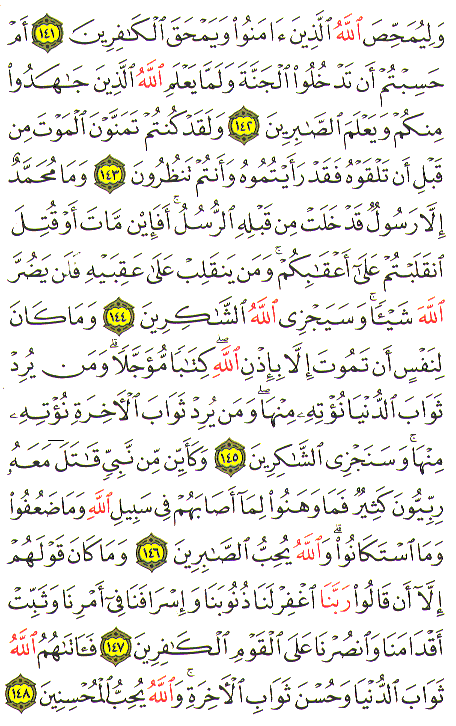 وَلِيُمَحِّصَ ٱللَّهُ ٱلَّذِينَ ءَامَنُوا۟ وَيَمْحَقَ ٱلْكَـٰفِرِينَ ١٤١ أَمْ
حَسِبْتُمْ أَن تَدْخُلُوا۟ ٱلْجَنَّةَ وَلَمَّا يَعْلَمِ ٱللَّهُ ٱلَّذِينَ جَـٰهَدُوا۟
مِنكُمْ وَيَعْلَمَ ٱلصَّـٰبِرِينَ ١٤٢ وَلَقَدْ كُنتُمْ تَمَنَّوْنَ ٱلْمَوْتَ مِن
قَبْلِ أَن تَلْقَوْهُ فَقَدْ رَأَيْتُمُوهُ وَأَنتُمْ تَنظُرُونَ ١٤٣ وَمَا مُحَمَّدٌ
إِلَّا رَسُولٌ قَدْ خَلَتْ مِن قَبْلِهِ ٱلرُّسُلُ ۚ أَفَإِي۟ن مَّاتَ أَوْ قُتِلَ
ٱنقَلَبْتُمْ عَلَىٰٓ أَعْقَـٰبِكُمْ ۚ وَمَن يَنقَلِبْ عَلَىٰ عَقِبَيْهِ فَلَن يَضُرَّ
ٱللَّهَ شَيْـًٔا ۗ وَسَيَجْزِى ٱللَّهُ ٱلشَّـٰكِرِينَ ١٤٤ وَمَا كَانَ
لِنَفْسٍ أَن تَمُوتَ إِلَّا بِإِذْنِ ٱللَّهِ كِتَـٰبًا مُّؤَجَّلًا ۗ وَمَن يُرِدْ
ثَوَابَ ٱلدُّنْيَا نُؤْتِهِۦ مِنْهَا ۖ وَمَن يُرِدْ ثَوَابَ ٱلْـَٔاخِرَةِ نُؤْتِهِۦ
مِنْهَا ۚ وَسَنَجْزِى ٱلشَّـٰكِرِينَ ١٤٥ وَكَأَيِّن مِّن نَّبِىٍّ قَـٰتَلَ مَعَهُۥ
رِبِّيُّونَ كَثِيرٌ فَمَا وَهَنُوا۟ لِمَآ أَصَابَهُمْ فِى سَبِيلِ ٱللَّهِ وَمَا ضَعُفُوا۟
وَمَا ٱسْتَكَانُوا۟ ۗ وَٱللَّهُ يُحِبُّ ٱلصَّـٰبِرِينَ ١٤٦ وَمَا كَانَ قَوْلَهُمْ
إِلَّآ أَن قَالُوا۟ رَبَّنَا ٱغْفِرْ لَنَا ذُنُوبَنَا وَإِسْرَافَنَا فِىٓ أَمْرِنَا وَثَبِّتْ
أَقْدَامَنَا وَٱنصُرْنَا عَلَى ٱلْقَوْمِ ٱلْكَـٰفِرِينَ ١٤٧ فَـَٔاتَىٰهُمُ ٱللَّهُ
ثَوَابَ ٱلدُّنْيَا وَحُسْنَ ثَوَابِ ٱلْـَٔاخِرَةِ ۗ وَٱللَّهُ يُحِبُّ ٱلْمُحْسِنِينَ ١٤٨